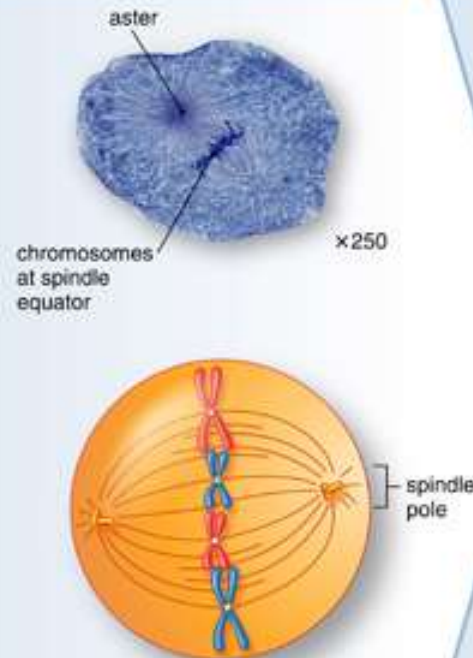 aster
×250
chromosomes
at spindle
equator
spindle
pole